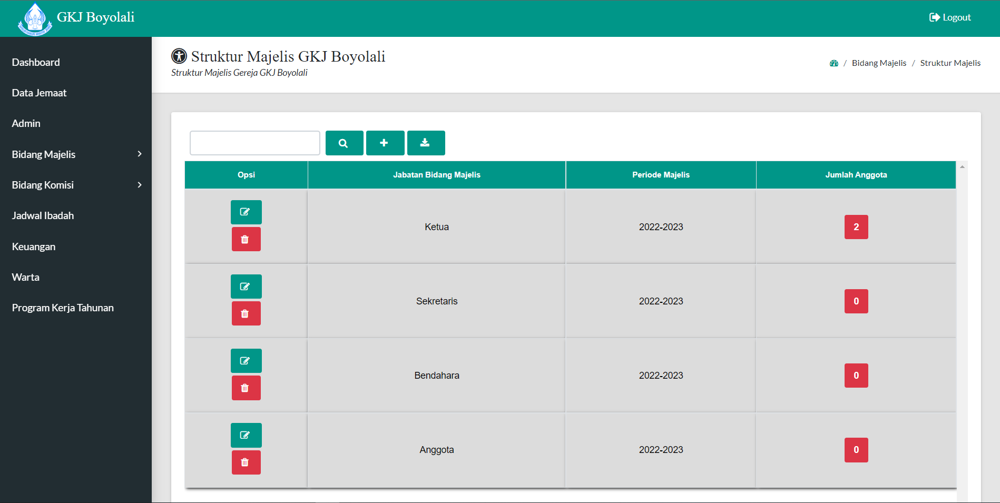 GKJ Boyolali
Logout
Dashboard
Data Jemaat
Admin
Bidang Majelis
Bidang Komisi
Jadwal Ibadah
Keuangan
Warta
Program Kerja Tahunan
Struktur Majelis GKJ Boyolali
Struktur Majelis Gereja GKJ Boyolali
/ Bidang Majelis / Struktur Majelis
Opsi Jabatan Bidang Majelis Periode Majelis Jumlah Anggota
Ketua 2022-2023 2
Sekretaris 2022-2023 0
Bendahara 2022-2023 0
Anggota 2022-2023 0